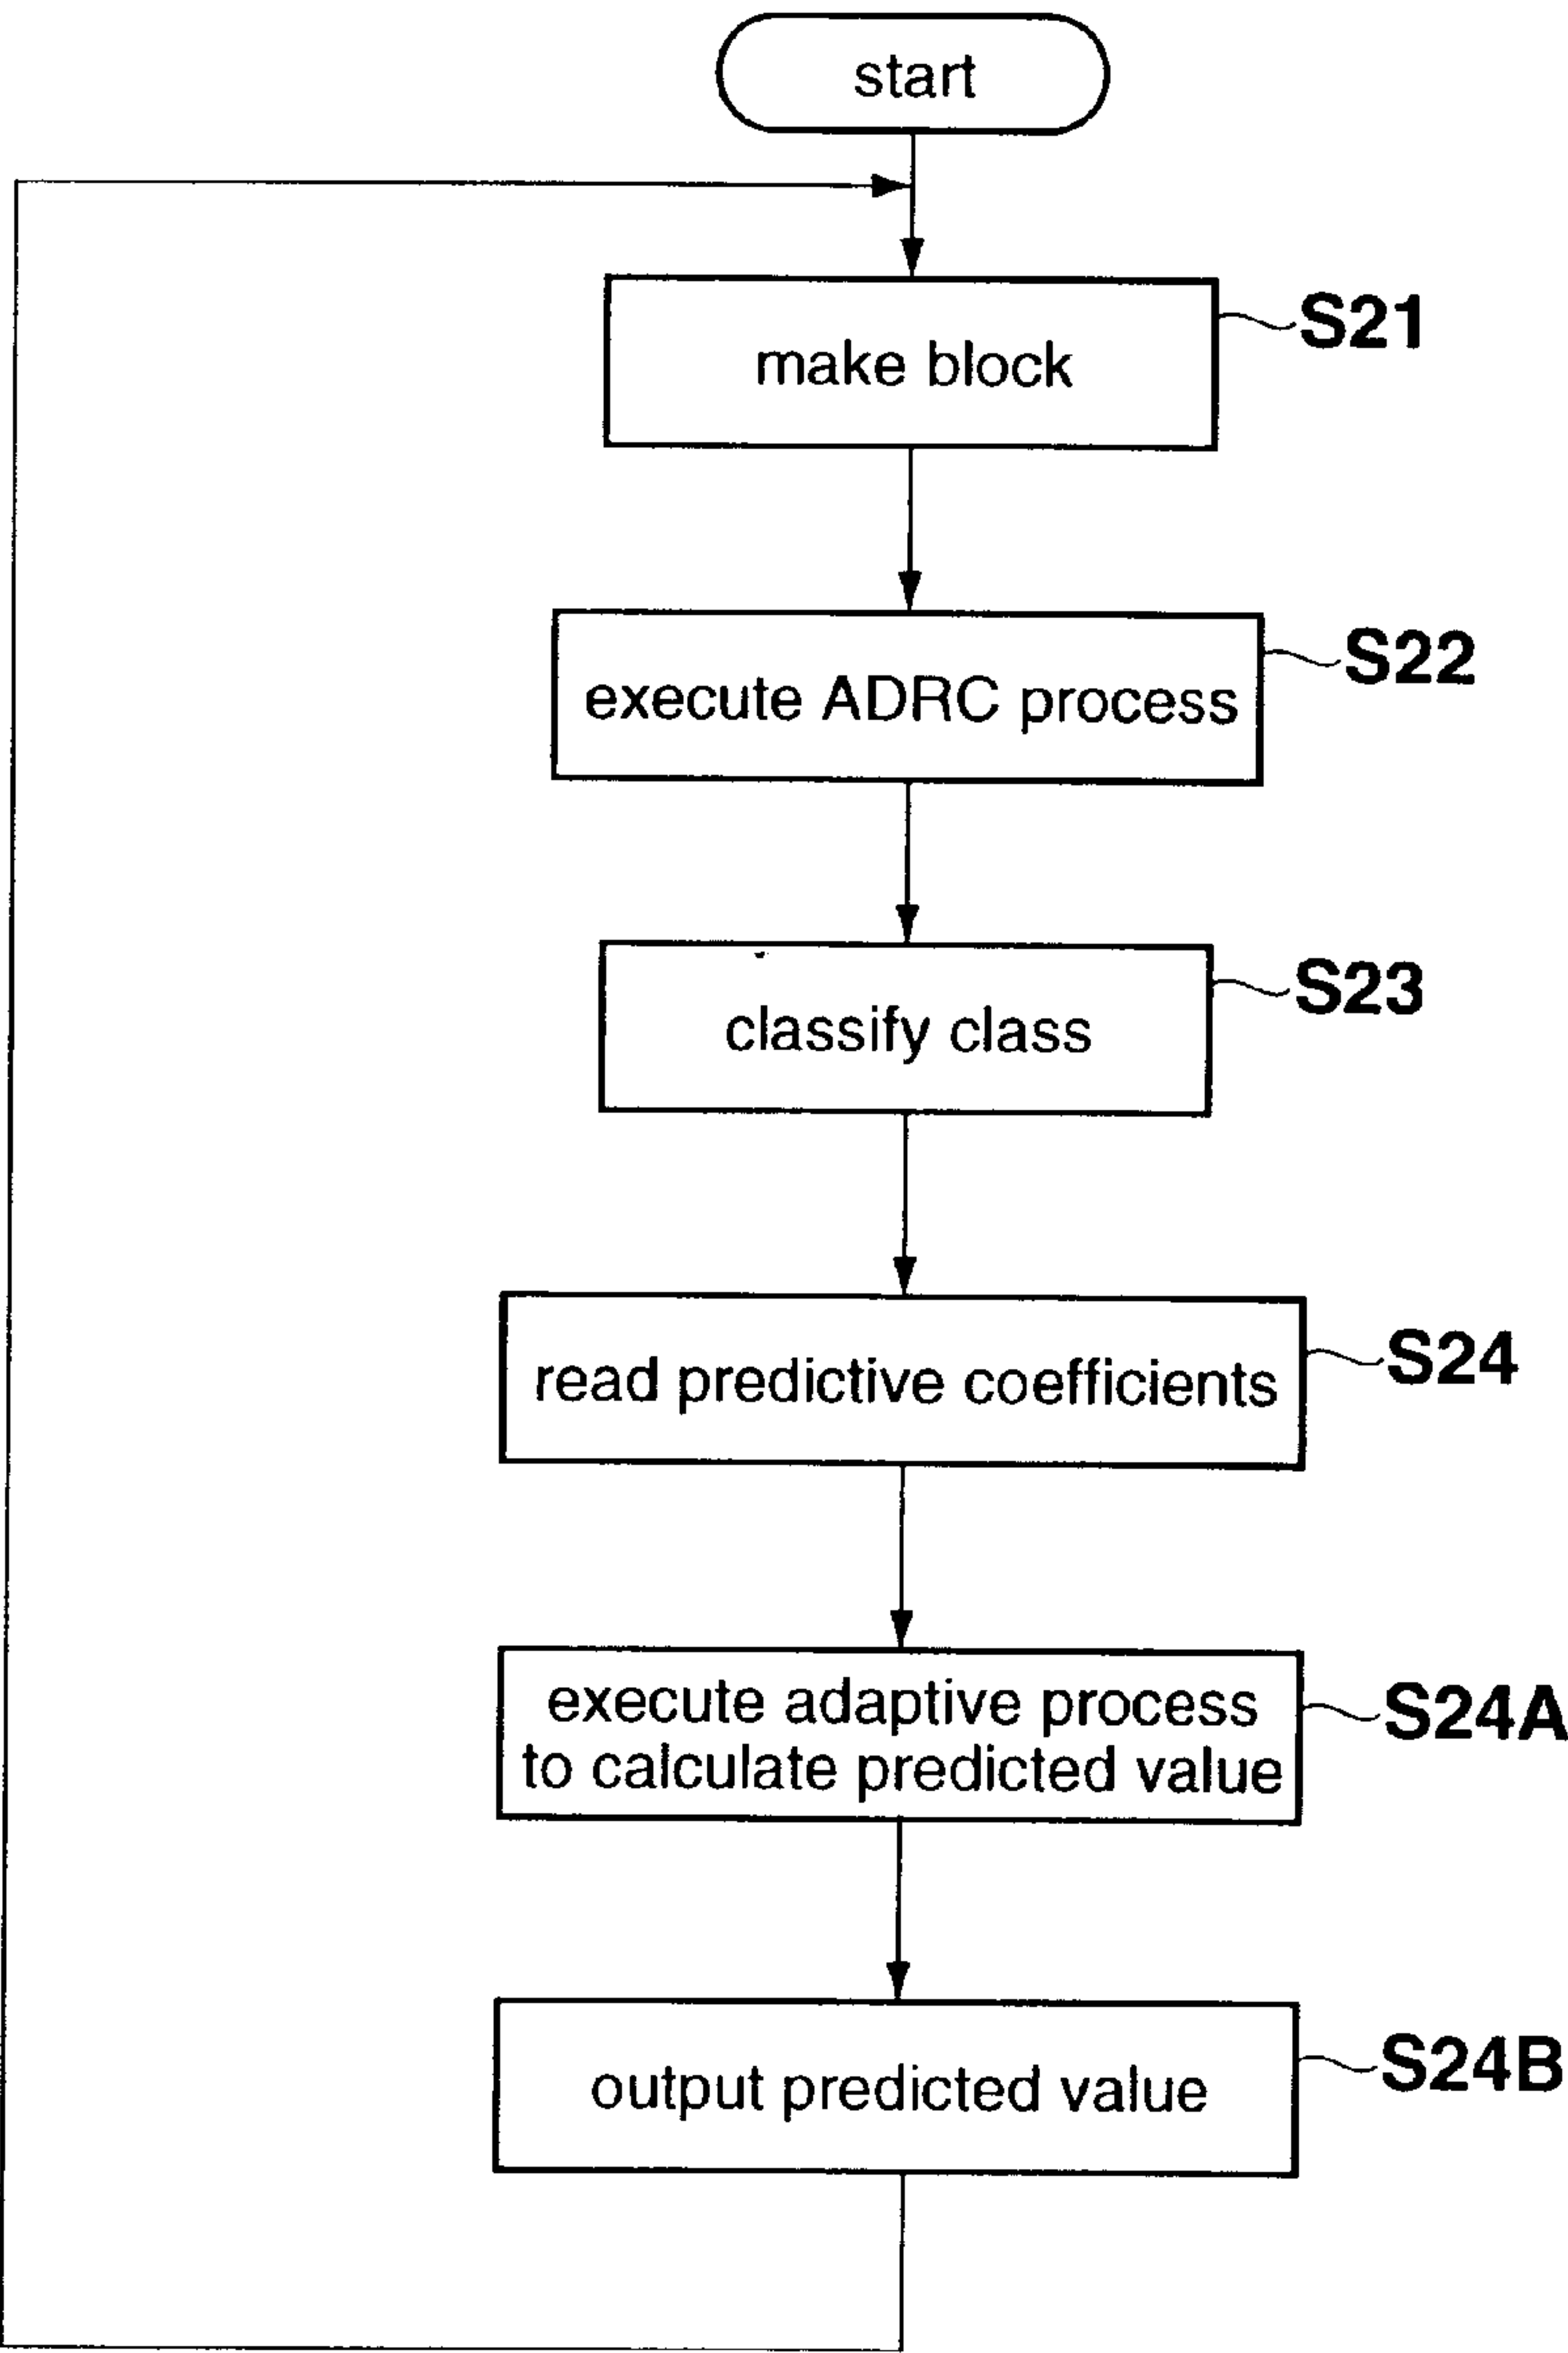 start
make block
S21
execute ADRC process
S22
classify class
S23
read predictive coefficients
S24
execute adaptive process
to calculate predicted value
S24A
output predicted value
S24B